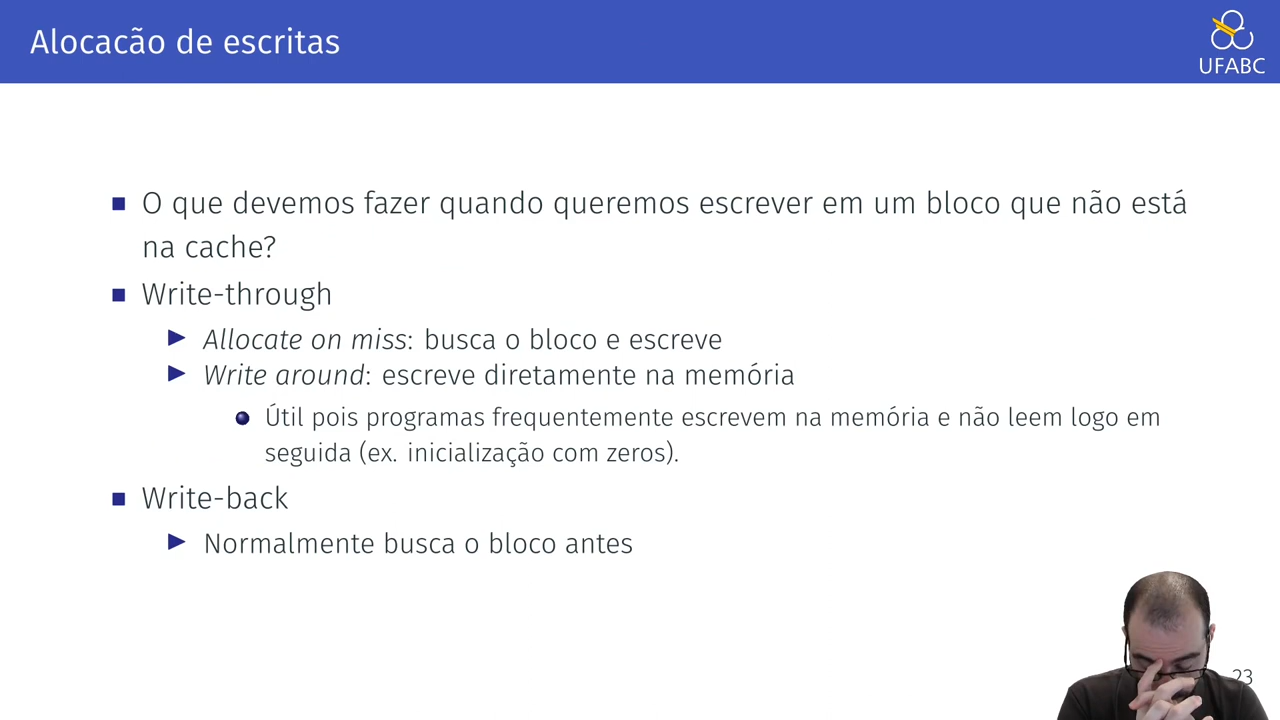 Alocacão de escritas
UFABC
O que devemos fazer quando queremos escrever em um bloco que não está
na cache?
Write-through
Allocate on miss: busca o bloco e escreve
Write around: escreve diretamente na memória
Útil pois programas frequentemente escrevem na memória e não leem logo em
seguida (ex. inicialização com zeros).
Write-back
Normalmente busca o bloco antes
23